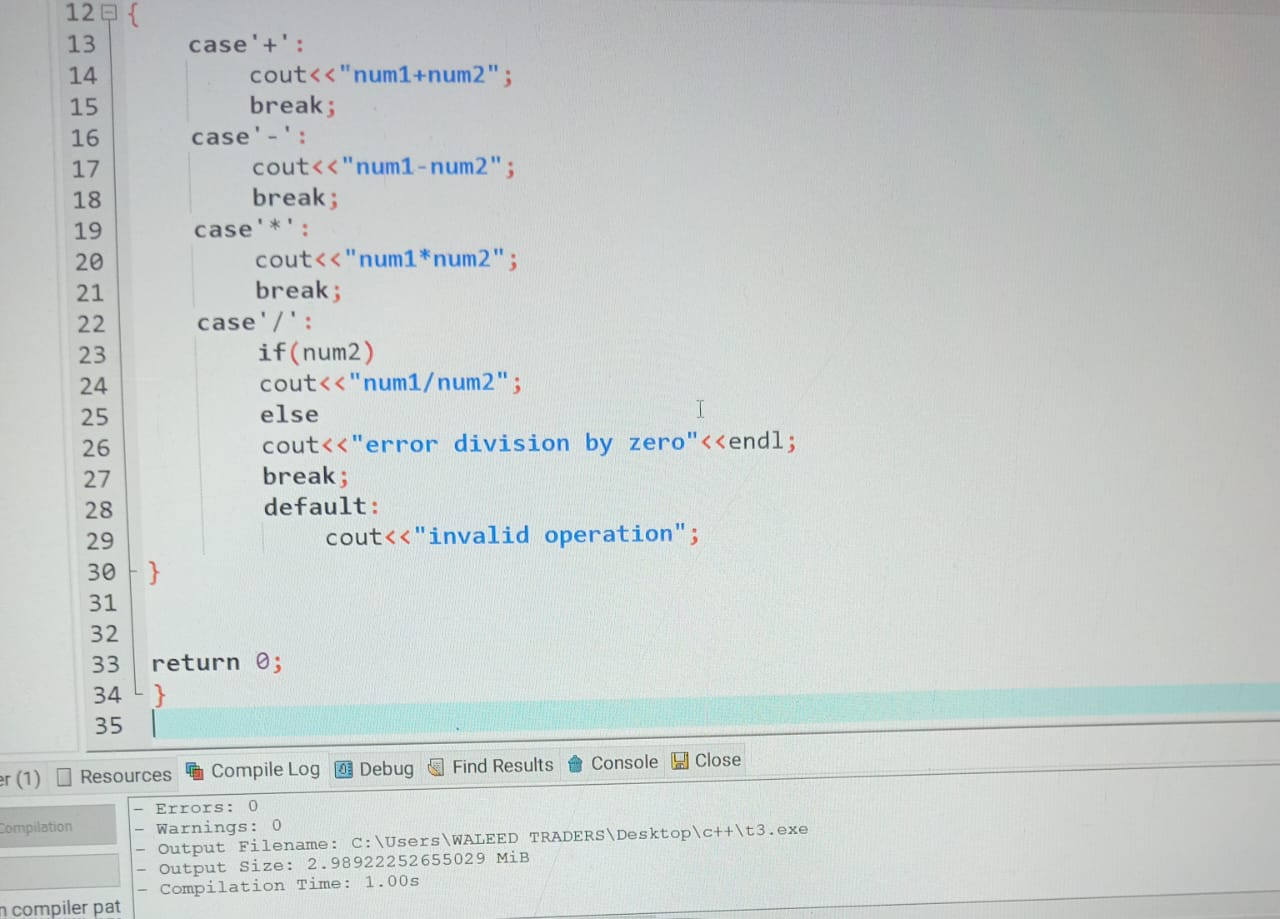 12 {
13 case'+':
14 cout<<"num1+num2";
15 break;
16 case'-':
17 cout<<"num1-num2";
18 break;
19 case'*':
20 cout<<"num1*num2";
21 break;
22 case'/':
23 if(num2)
24 cout<<"num1/num2";
25 else
26 cout<<"error division by zero"<<endl;
27 break;
28 default:
29 cout<<"invalid operation";
30 }
31
32
33 return 0;
34 }
35
er (1) Resources Compile Log Debug Find Results Console Close
Compilation
- Errors: 0
- Warnings: 0
- Output Filename: C:\Users\WALEED TRADERS\Desktop\c++\t3.exe
- Output Size: 2.98922252655029 MiB
- Compilation Time: 1.00s
n compiler pat